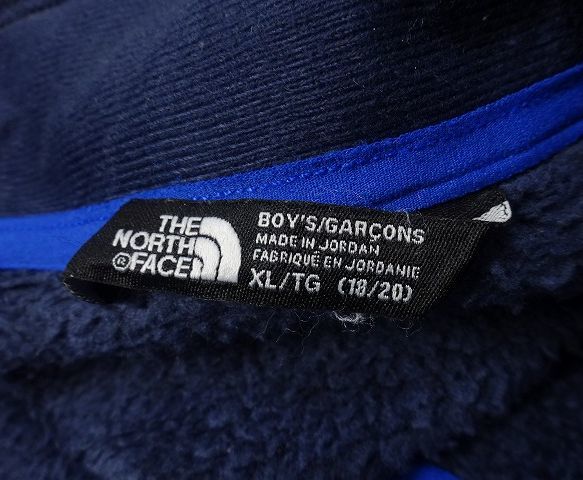 THE
NORTH
® FACE
BOY'S/GARÇONS
MADE IN JORDAN
FABRIQUÉ EN JORDANIE
XL/TG (18/20)